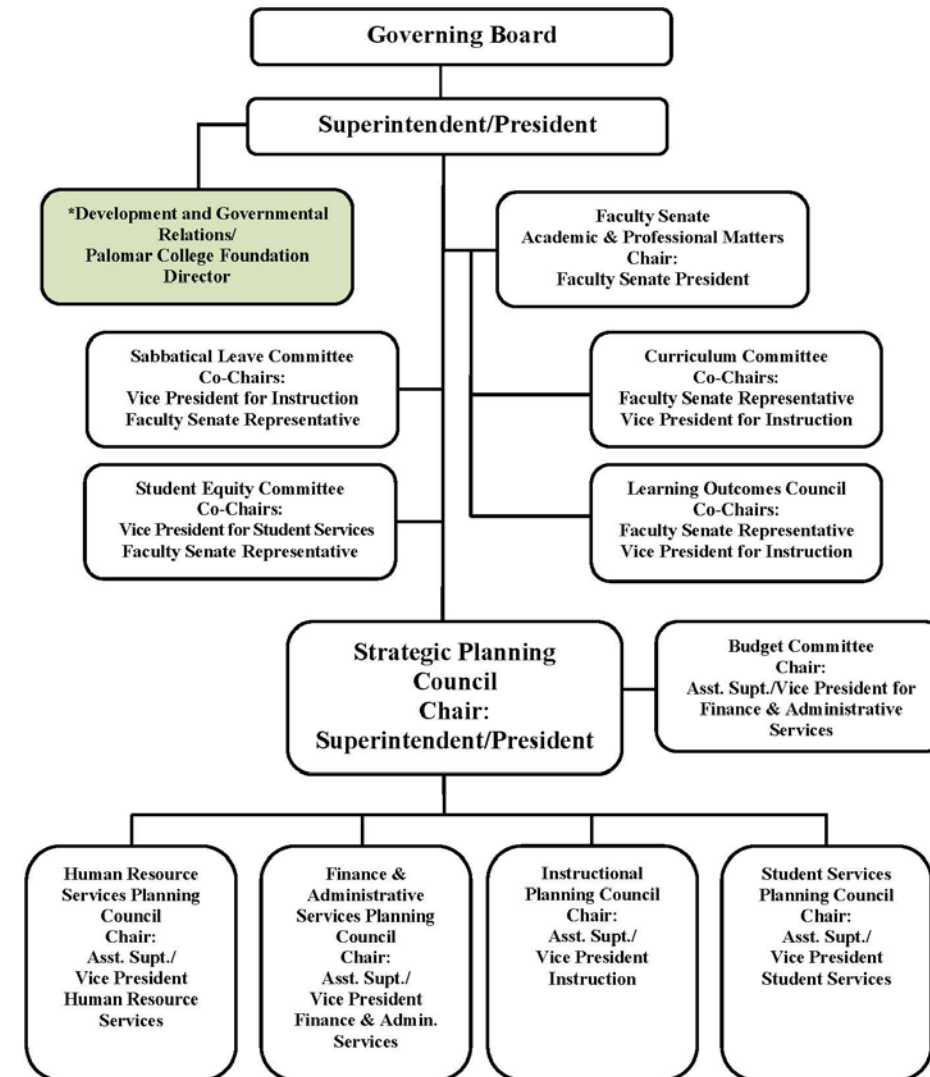 Governing Board
Superintendent/President
*Development and Governmental
Relations/
Palomar College Foundation
Director
Faculty Senate
Academic & Professional Matters
Chair:
Faculty Senate President
Sabbatical Leave Committee
Co-Chairs:
Vice President for Instruction
Faculty Senate Representative
Curriculum Committee
Co-Chairs:
Faculty Senate Representative
Vice President for Instruction
Student Equity Committee
Co-Chairs:
Vice President for Student Services
Faculty Senate Representative
Learning Outcomes Council
Co-Chairs:
Faculty Senate Representative
Vice President for Instruction
Strategic Planning
Council
Chair:
Superintendent/President
Budget Committee
Chair:
Asst. Supt./Vice President for
Finance & Administrative
Services
Human Resource
Services Planning
Council
Chair:
Asst. Supt./
Vice President
Human Resource
Services
Finance &
Administrative
Services Planning
Council
Chair:
Asst. Supt./
Vice President
Finance & Admin.
Services
Instructional
Planning Council
Chair:
Asst. Supt./
Vice President
Instruction
Student Services
Planning Council
Chair:
Asst. Supt./
Vice President
Student Services